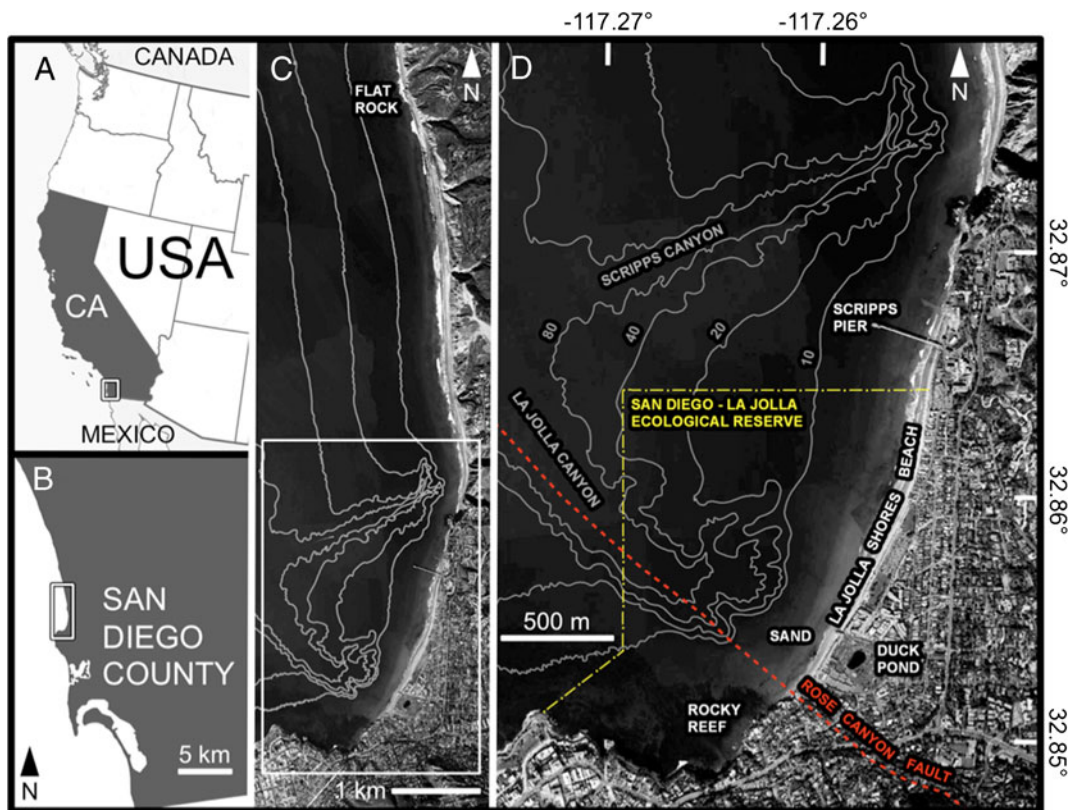 -117.27°
-117.26°
A
CANADA
USA
CA
MEXICO
B
SAN
DIEGO
COUNTY
5 km
N
C
N
FLAT
ROCK
1 km
D
N
SCRIPPS CANYON
32.87°
SCRIPPS
PIER
80
40
20
10
SAN DIEGO - LA JOLLA
ECOLOGICAL RESERVE
LA JOLLA CANYON
LA JOLLA SHORES BEACH
32.86°
500 m
SAND
DUCK
POND
ROCKY
REEF
ROSE CANYON FAULT
32.85°